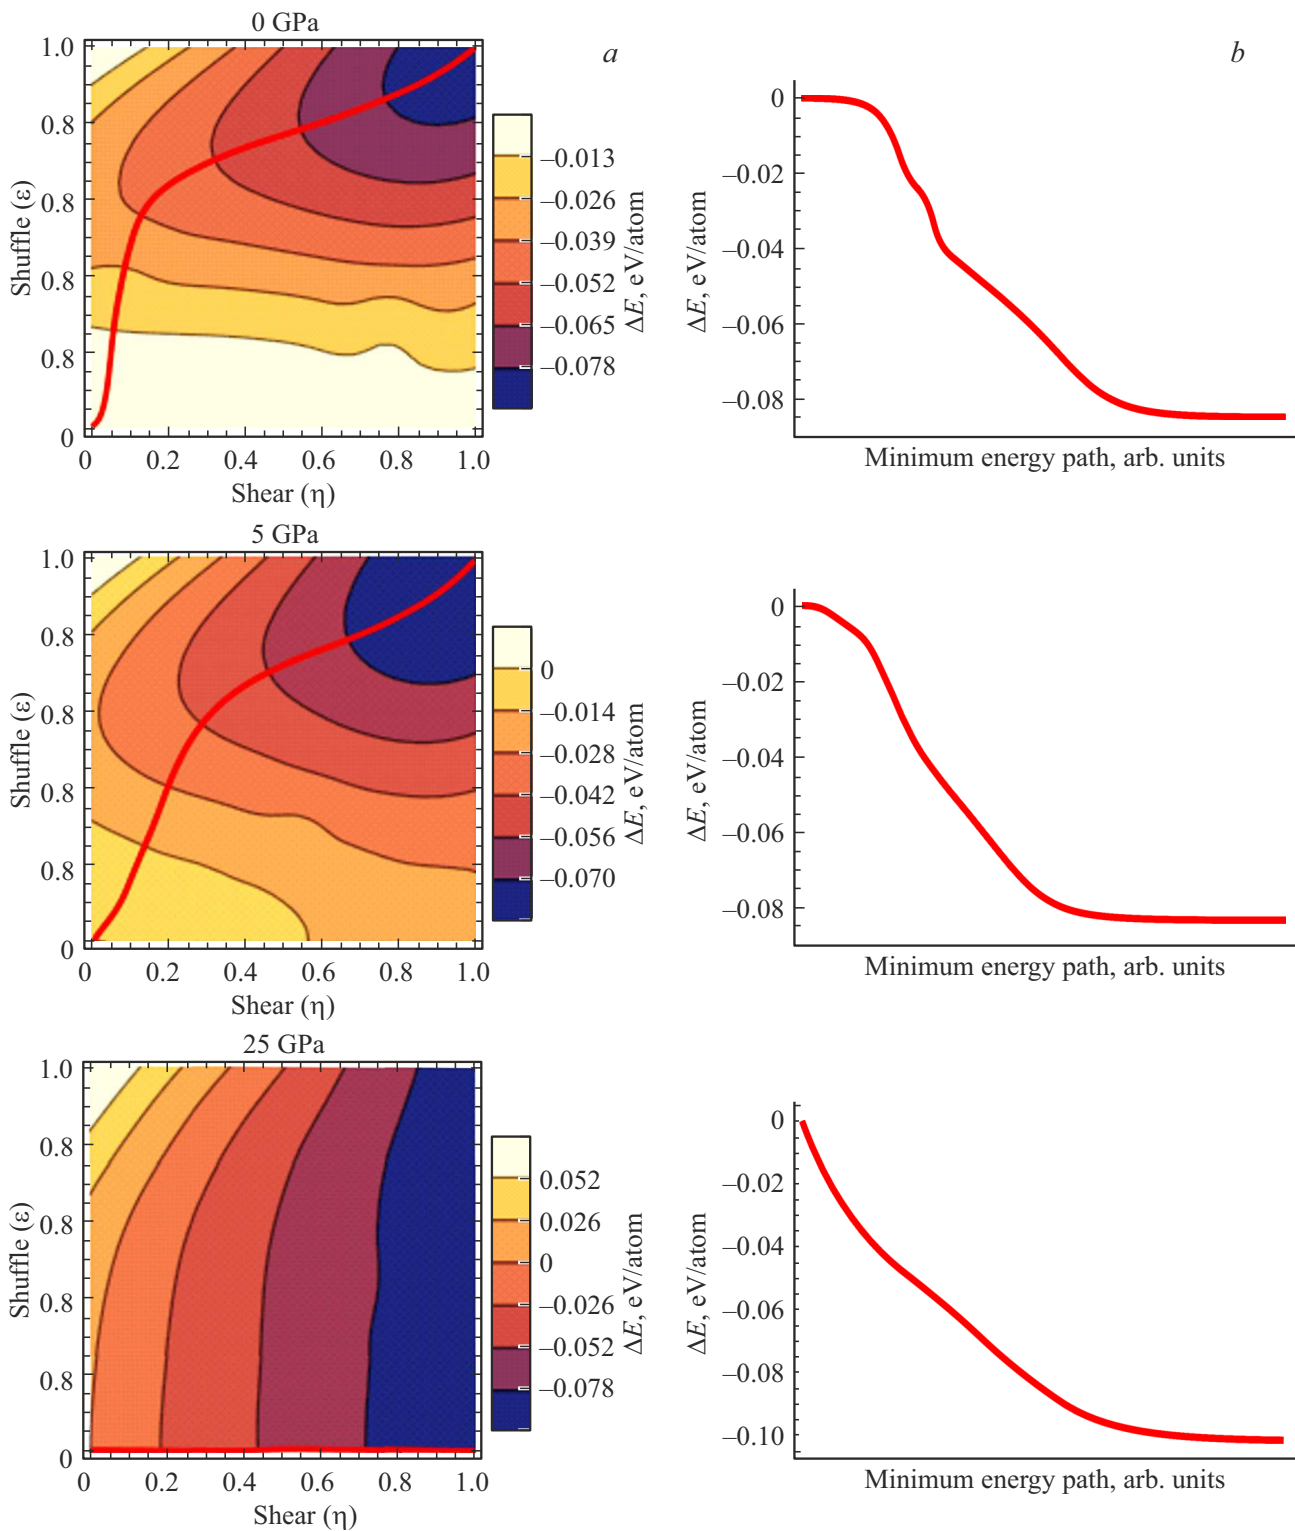 0 GPa
a
1.0
0.8
0.8
0.8
0.8
0
Shuffle (ε)
0 0.2 0.4 0.6 0.8 1.0
Shear (η)
–0.013
–0.026
–0.039
–0.052
–0.065
–0.078
ΔE, eV/atom
b
0
–0.02
–0.04
–0.06
–0.08
ΔE, eV/atom
Minimum energy path, arb. units
5 GPa
1.0
0.8
0.8
0.8
0.8
0
Shuffle (ε)
0 0.2 0.4 0.6 0.8 1.0
Shear (η)
0
–0.014
–0.028
–0.042
–0.056
–0.070
ΔE, eV/atom
0
–0.02
–0.04
–0.06
–0.08
ΔE, eV/atom
Minimum energy path, arb. units
25 GPa
1.0
0.8
0.8
0.8
0.8
0
Shuffle (ε)
0 0.2 0.4 0.6 0.8 1.0
Shear (η)
0.052
0.026
0
–0.026
–0.052
–0.078
ΔE, eV/atom
0
–0.02
–0.04
–0.06
–0.08
–0.10
ΔE, eV/atom
Minimum energy path, arb. units